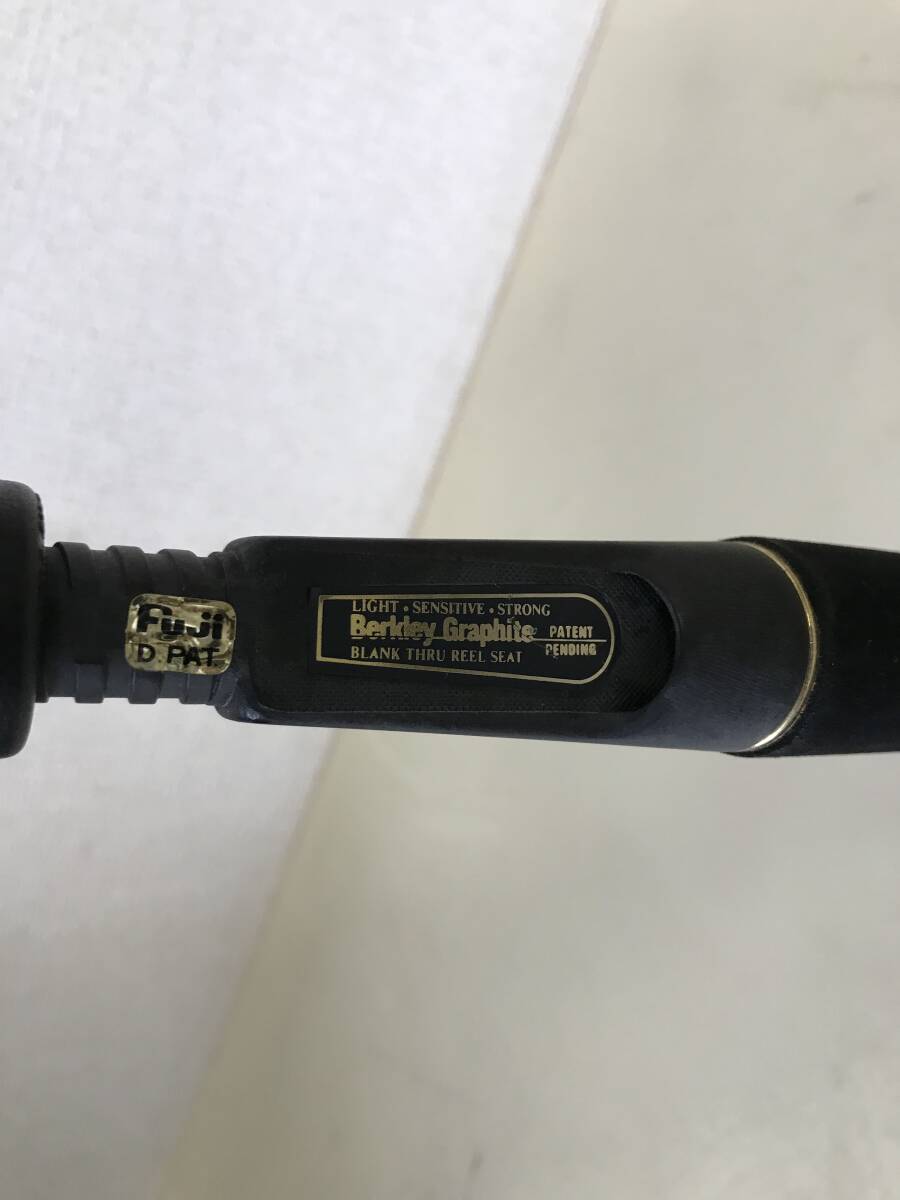 Fuji
D PAT.
LIGHT • SENSITIVE • STRONG
Berkley Graphite
PATENT
PENDING
BLANK THRU REEL SEAT